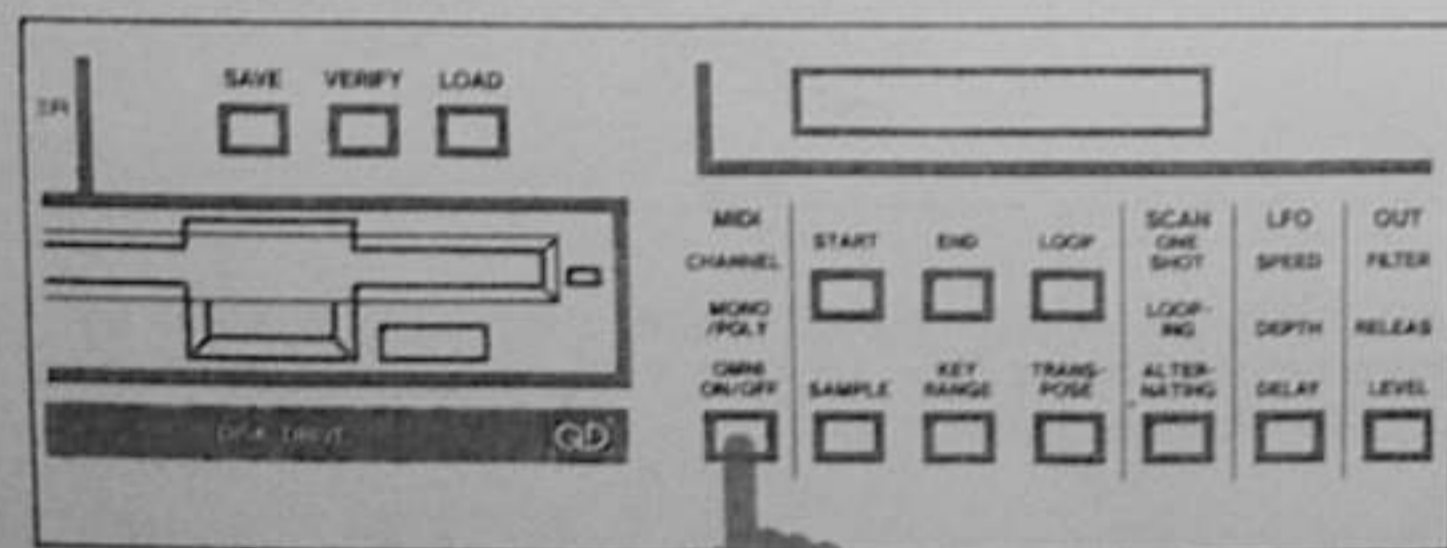 SAVE VERIFY LOAD
ER
MIDI
CHANNEL
MONO
/POLY
OMNI
ON/OFF
START END LOOP
SAMPLE
KEY
RANGE
TRANS-
POSE
SCAN
ONE
SHOT
LOOP-
ING
ALTER-
NATING
LFO
SPEED
DEPTH
DELAY
OUT
FILTER
RELEAS
LEVEL
DISK DRIVE
QD